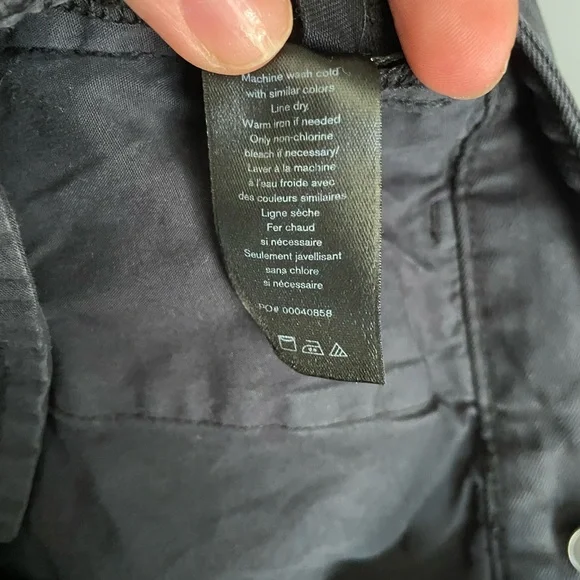 Machine wash cold
with similar colors
Line dry
Warm iron if needed
Only non-chlorine
bleach if necessary/
Laver à la machine
à l'eau froide avec
des couleurs similaires
Ligne sèche
Fer chaud
si nécessaire
Seulement javellisant
sans chlore
si nécessaire
PO# 00040858